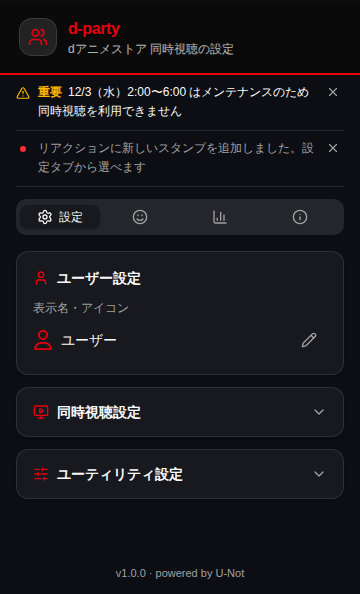 d-party
dアニメストア 同時視聴の設定
重要 12/3（水）2:00〜6:00 はメンテナンスのため
同時視聴を利用できません
リアクションに新しいスタンプを追加しました。設
定タブから選べます
設定
ユーザー設定
表示名・アイコン
ユーザー
同時視聴設定
ユーティリティ設定
v1.0.0 · powered by U-Not